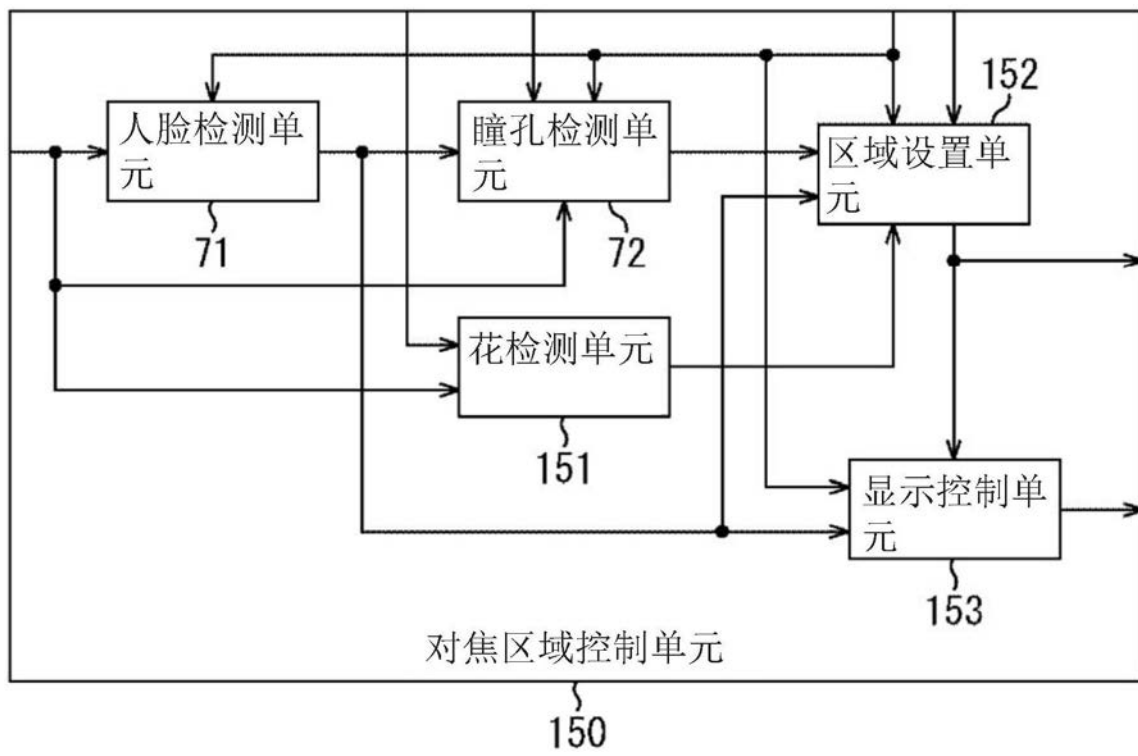 152
人脸检测单
元
瞳孔检测单
元
区域设置单
元
71
72
花检测单元
151
显示控制单
元
153
对焦区域控制单元
150